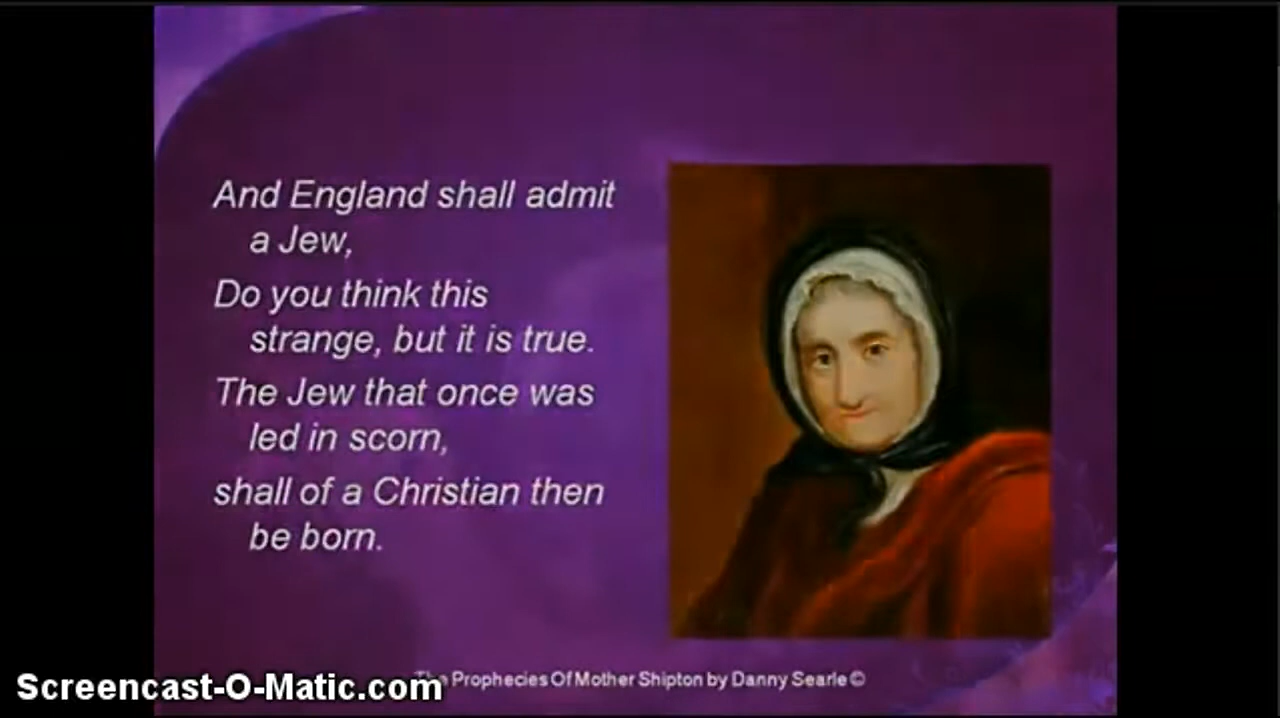 And England shall admit
a Jew,
Do you think this
strange, but it is true.
The Jew that once was
led in scorn,
shall of a Christian then
be born.
Prophecies Of Mother Shipton by Danny Searle ©
Screencast-O-Matic.com